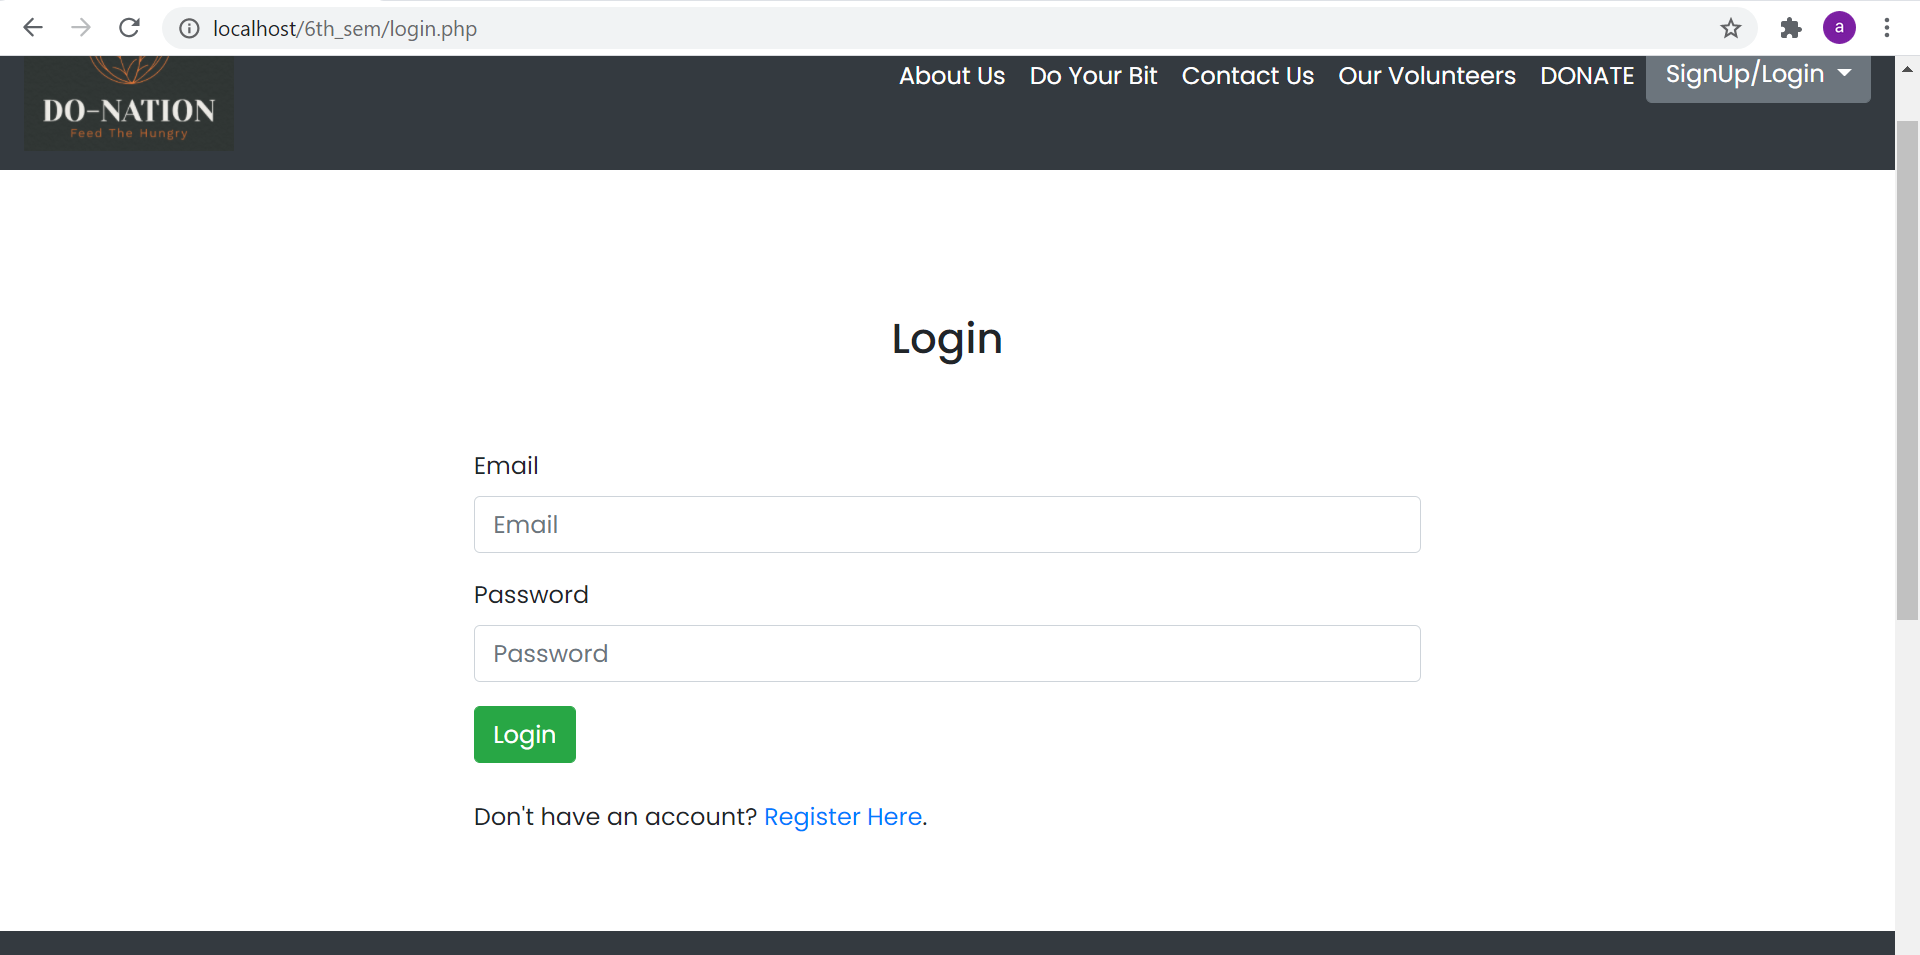 localhost/6th_sem/login.php
a
DO-NATION
Feed The Hungry
About Us Do Your Bit Contact Us Our Volunteers DONATE SignUp/Login
Login
Email
Email
Password
Password
Login
Don't have an account? Register Here.